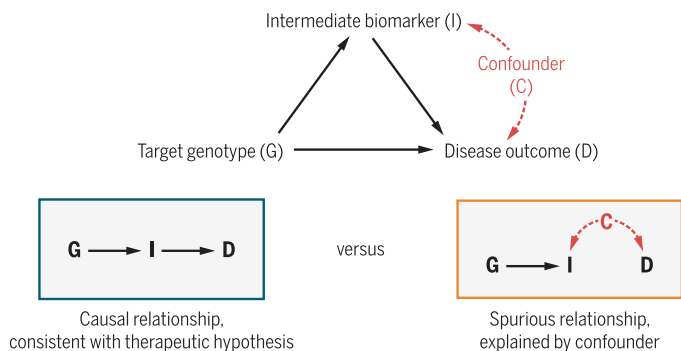 Intermediate biomarker (I)
Confounder
(C)
Target genotype (G)
Disease outcome (D)
G I D
versus
C
G I D
Causal relationship,
consistent with therapeutic hypothesis
Spurious relationship,
explained by confounder